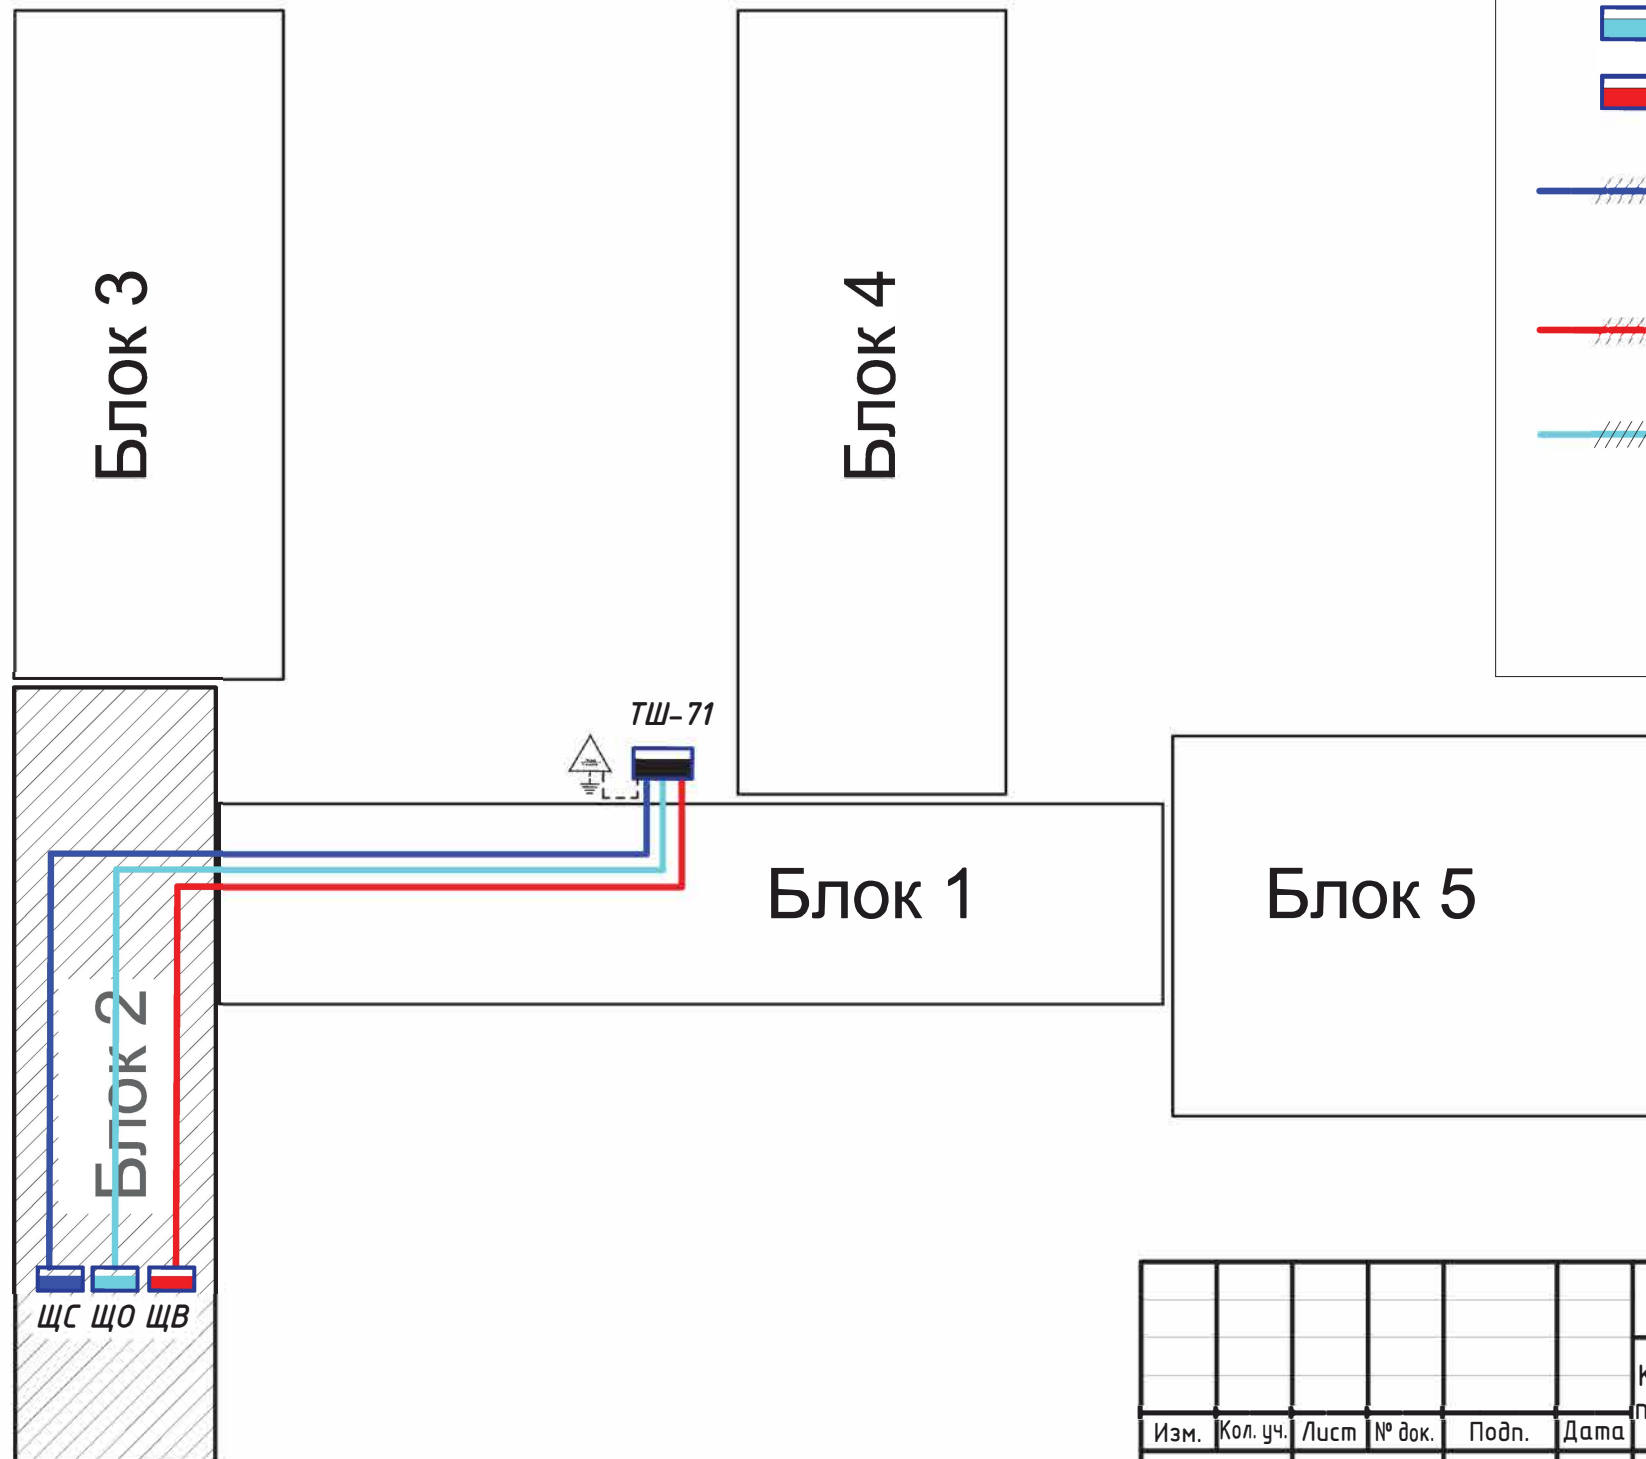 Блок 3
Блок 4
ТШ-71
Блок 1
Блок 5
Блок 2
ЩС ЩО ЩВ
Изм. Кол. уч. Лист № док. Подп. Дата